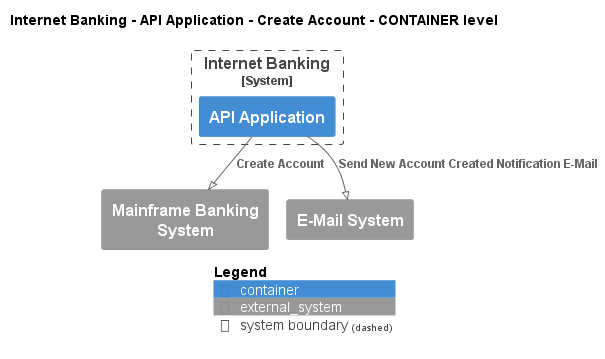 Internet Banking - API Application - Create Account - CONTAINER level
Internet Banking
[System]
API Application
Create Account
Send New Account Created Notification E-Mail
Mainframe Banking
System
E-Mail System
Legend
container
external_system
system boundary (dashed)